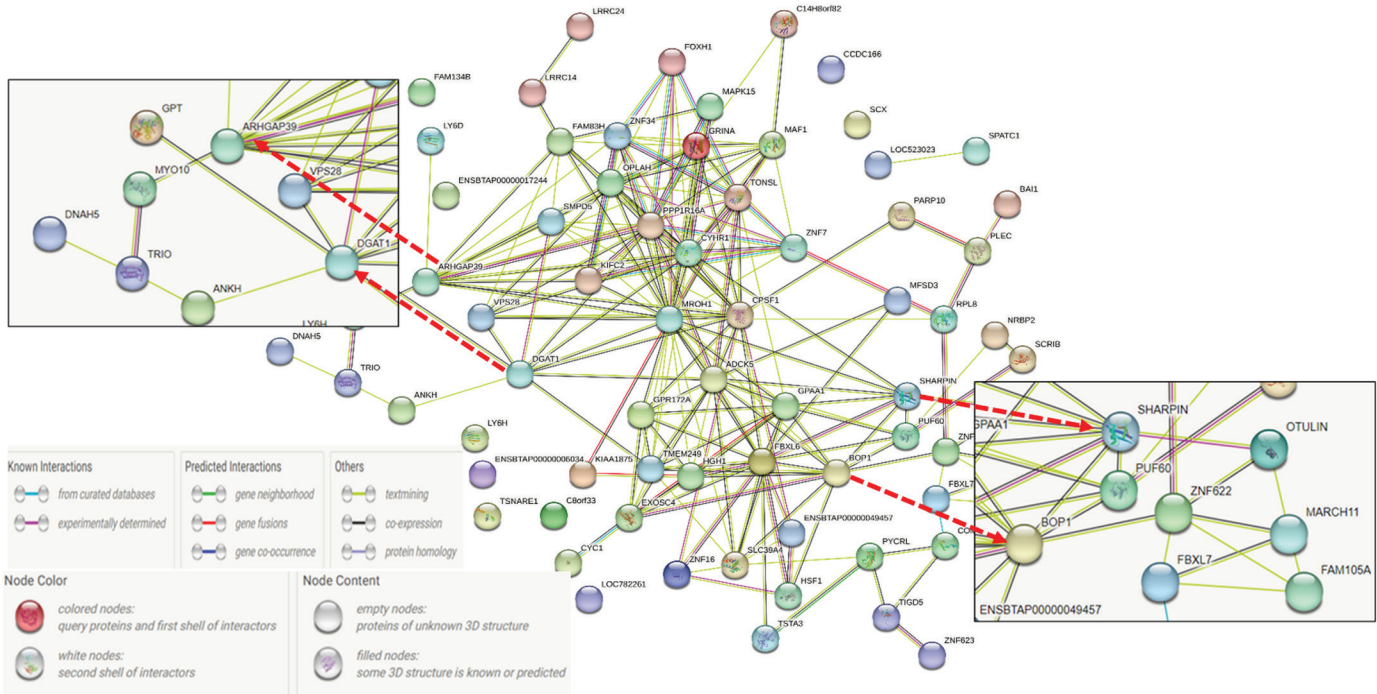 LRRC24
C14H8orf82
FOXH1
CCDC166
LRRC14
FAM134B
MAPK15
SCX
GPT
ARHGAP39
LY6D
FAM83H
ZNF34
GRINA
MAF1
SPATC1
LOC523023
MYO10
VPS28
ENSBTAP00000017244
OPLAH
TONSL
BAI1
PARP10
DNAH5
SMPD5
PPP1R16A
PLEC
DGAT1
CYHR1
ZNF7
TRIO
ARHGAP39
KIFC2
MFSD3
ANKH
VPS28
MROH1
CPSF1
RPL8
LY6H
NRBP2
SCRIB
DNAH5
TRIO
DGAT1
ADCK5
SHARPIN
ANKH
GPR172A
GPAA1
PUF60
SHARPIN
GPAA1
OTULIN
LY6H
ZNF
PUF60
ENSBTAP00000006034
KIAA1875
TMEM249
HGH1
FBXL6
BOP1
ZNF622
FBXL7
TSNARE1
C8orf33
EXOSC4
BOP1
MARCH11
ENSBTAP00000049457
FBXL7
CO
CYC1
ZNF16
SLC39A4
PYCRL
FAM105A
LOC782261
HSF1
ENSBTAP00000049457
TIGD5
TSTA3
ZNF623
Known Interactions
from curated databases
experimentally determined
Predicted Interactions
gene neighborhood
gene fusions
gene co-occurrence
Others
textmining
co-expression
protein homology
Node Color
colored nodes:
query proteins and first shell of interactors
white nodes:
second shell of interactors
Node Content
empty nodes:
proteins of unknown 3D structure
filled nodes:
some 3D structure is known or predicted